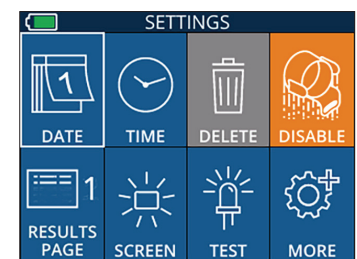 SETTINGS
1
DATE
TIME
DELETE
DISABLE
1
RESULTS
PAGE
SCREEN
TEST
MORE